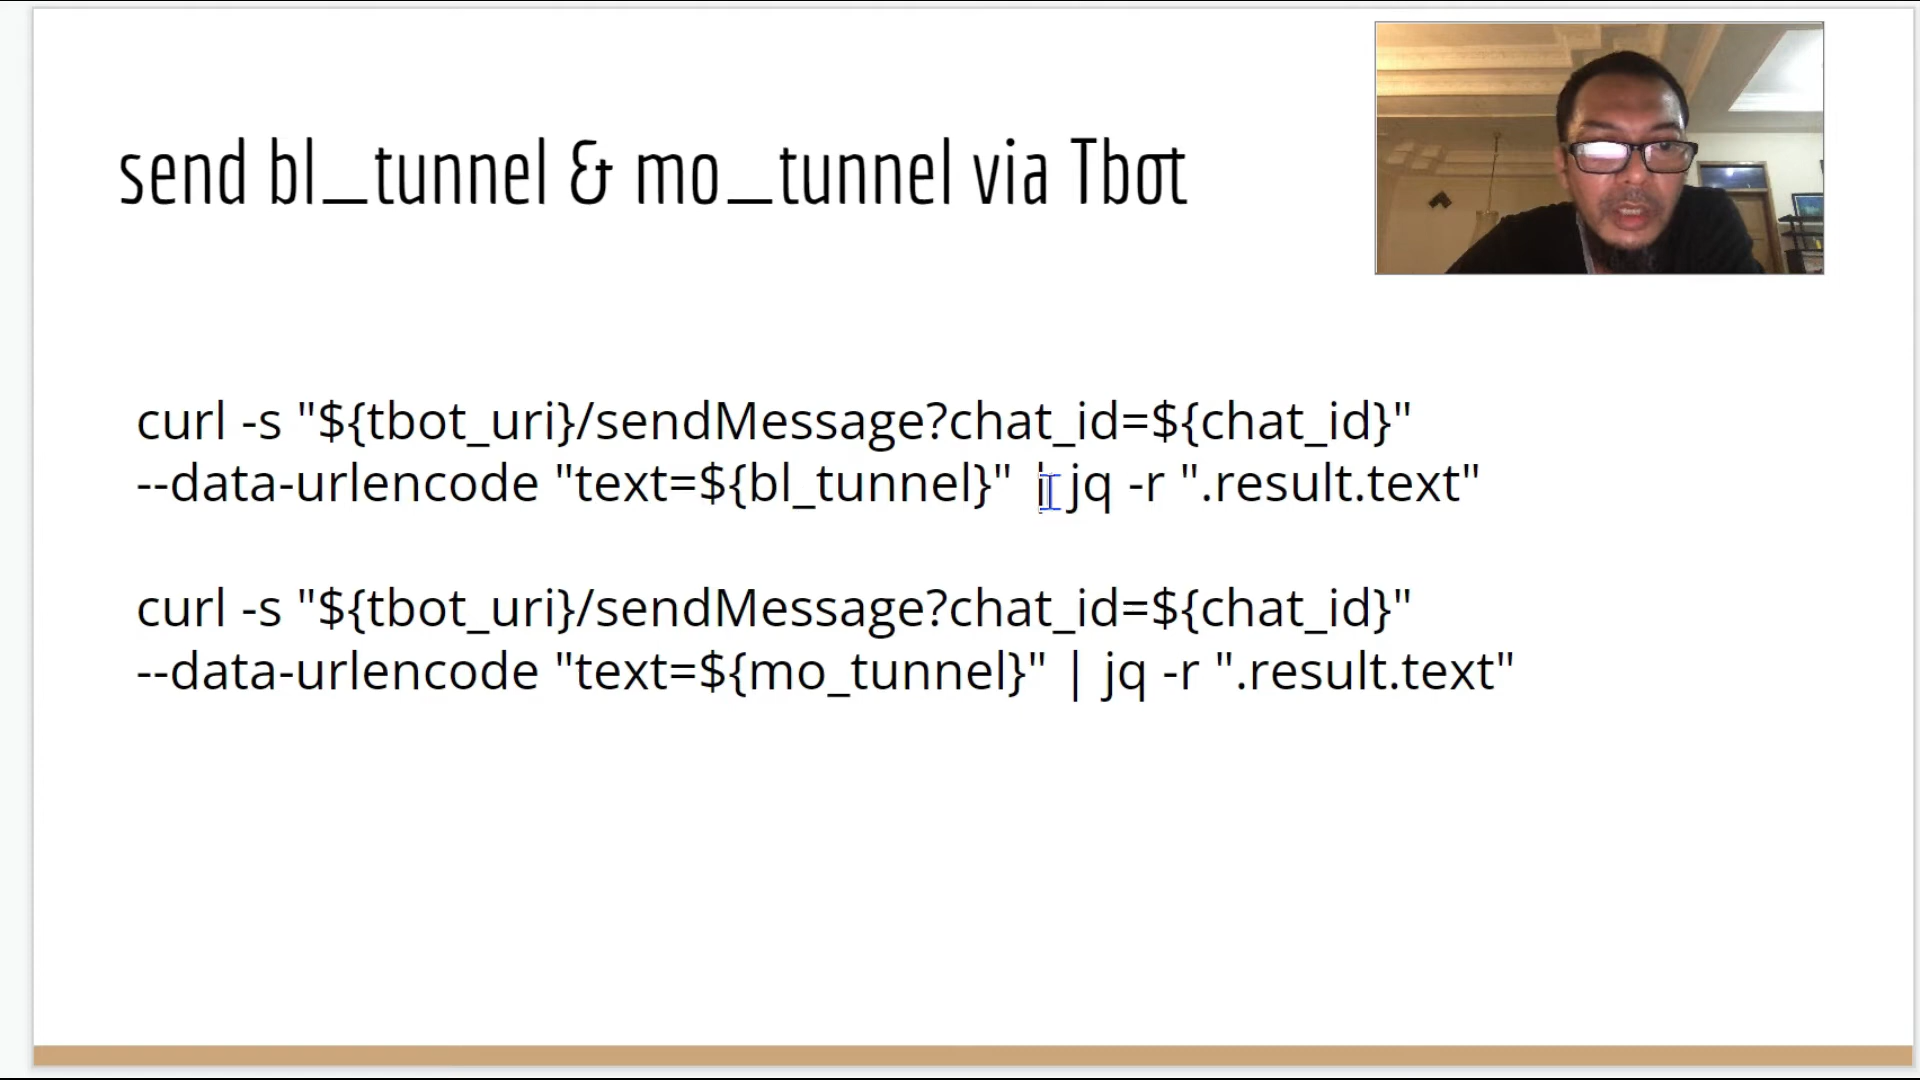 send bl_tunnel & mo_tunnel via Tbot
curl -s "${tbot_uri}/sendMessage?chat_id=${chat_id}"
--data-urlencode "text=${bl_tunnel}" | jq -r ".result.text"
curl -s "${tbot_uri}/sendMessage?chat_id=${chat_id}"
--data-urlencode "text=${mo_tunnel}" | jq -r ".result.text"